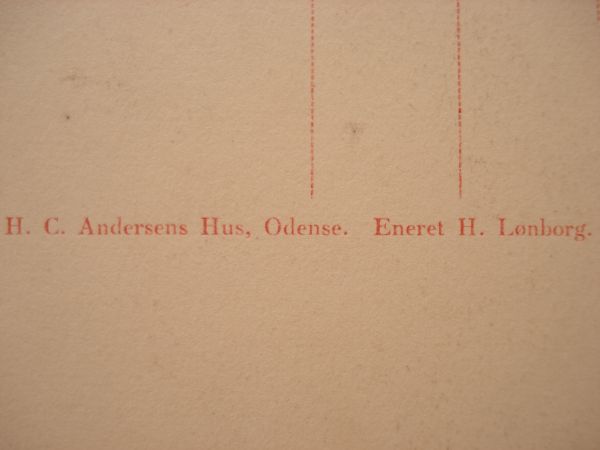 H. C. Andersens Hus, Odense. Eneret H. Lønborg.